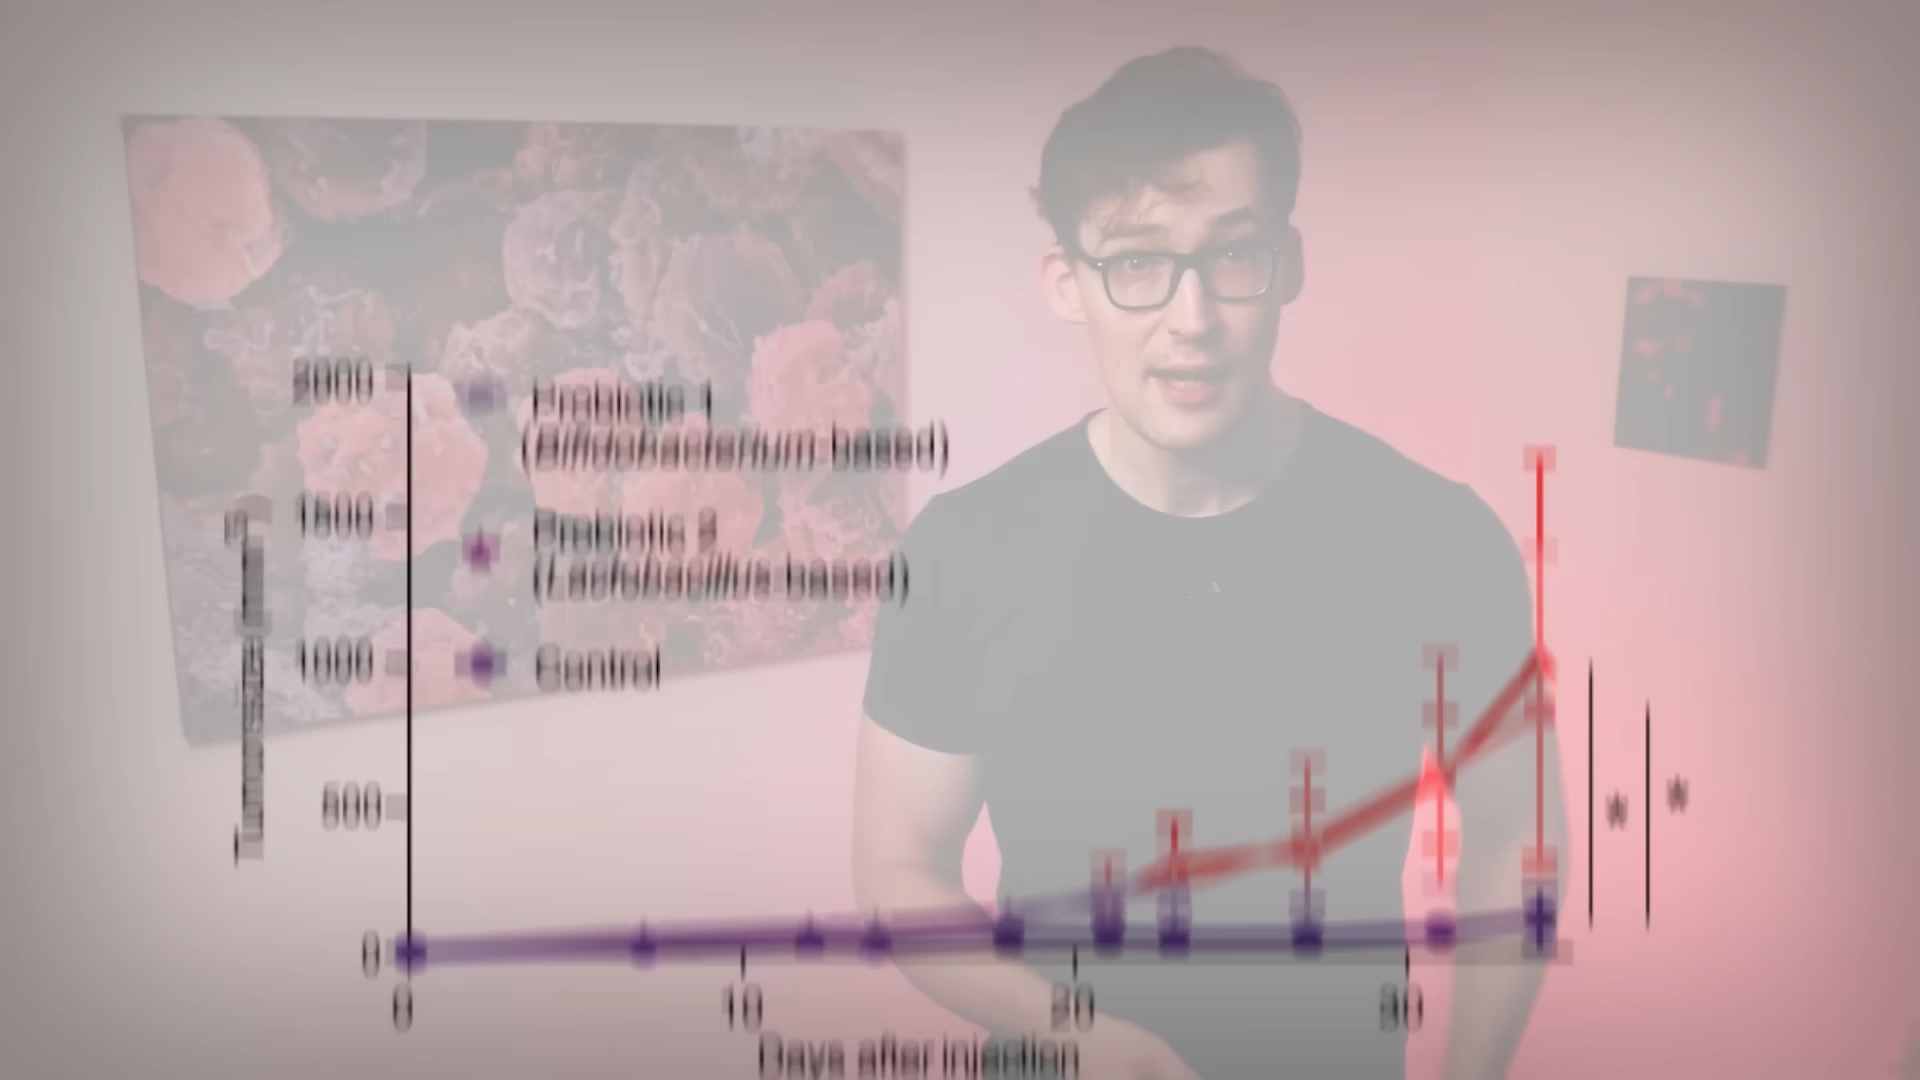 2000
Probiotic 1
(Bifidobacterium-based)
1500
Probiotic 2
(Lactobacillus-based)
1000
Control
500
0
0 10 20 30
Days after injection
* *